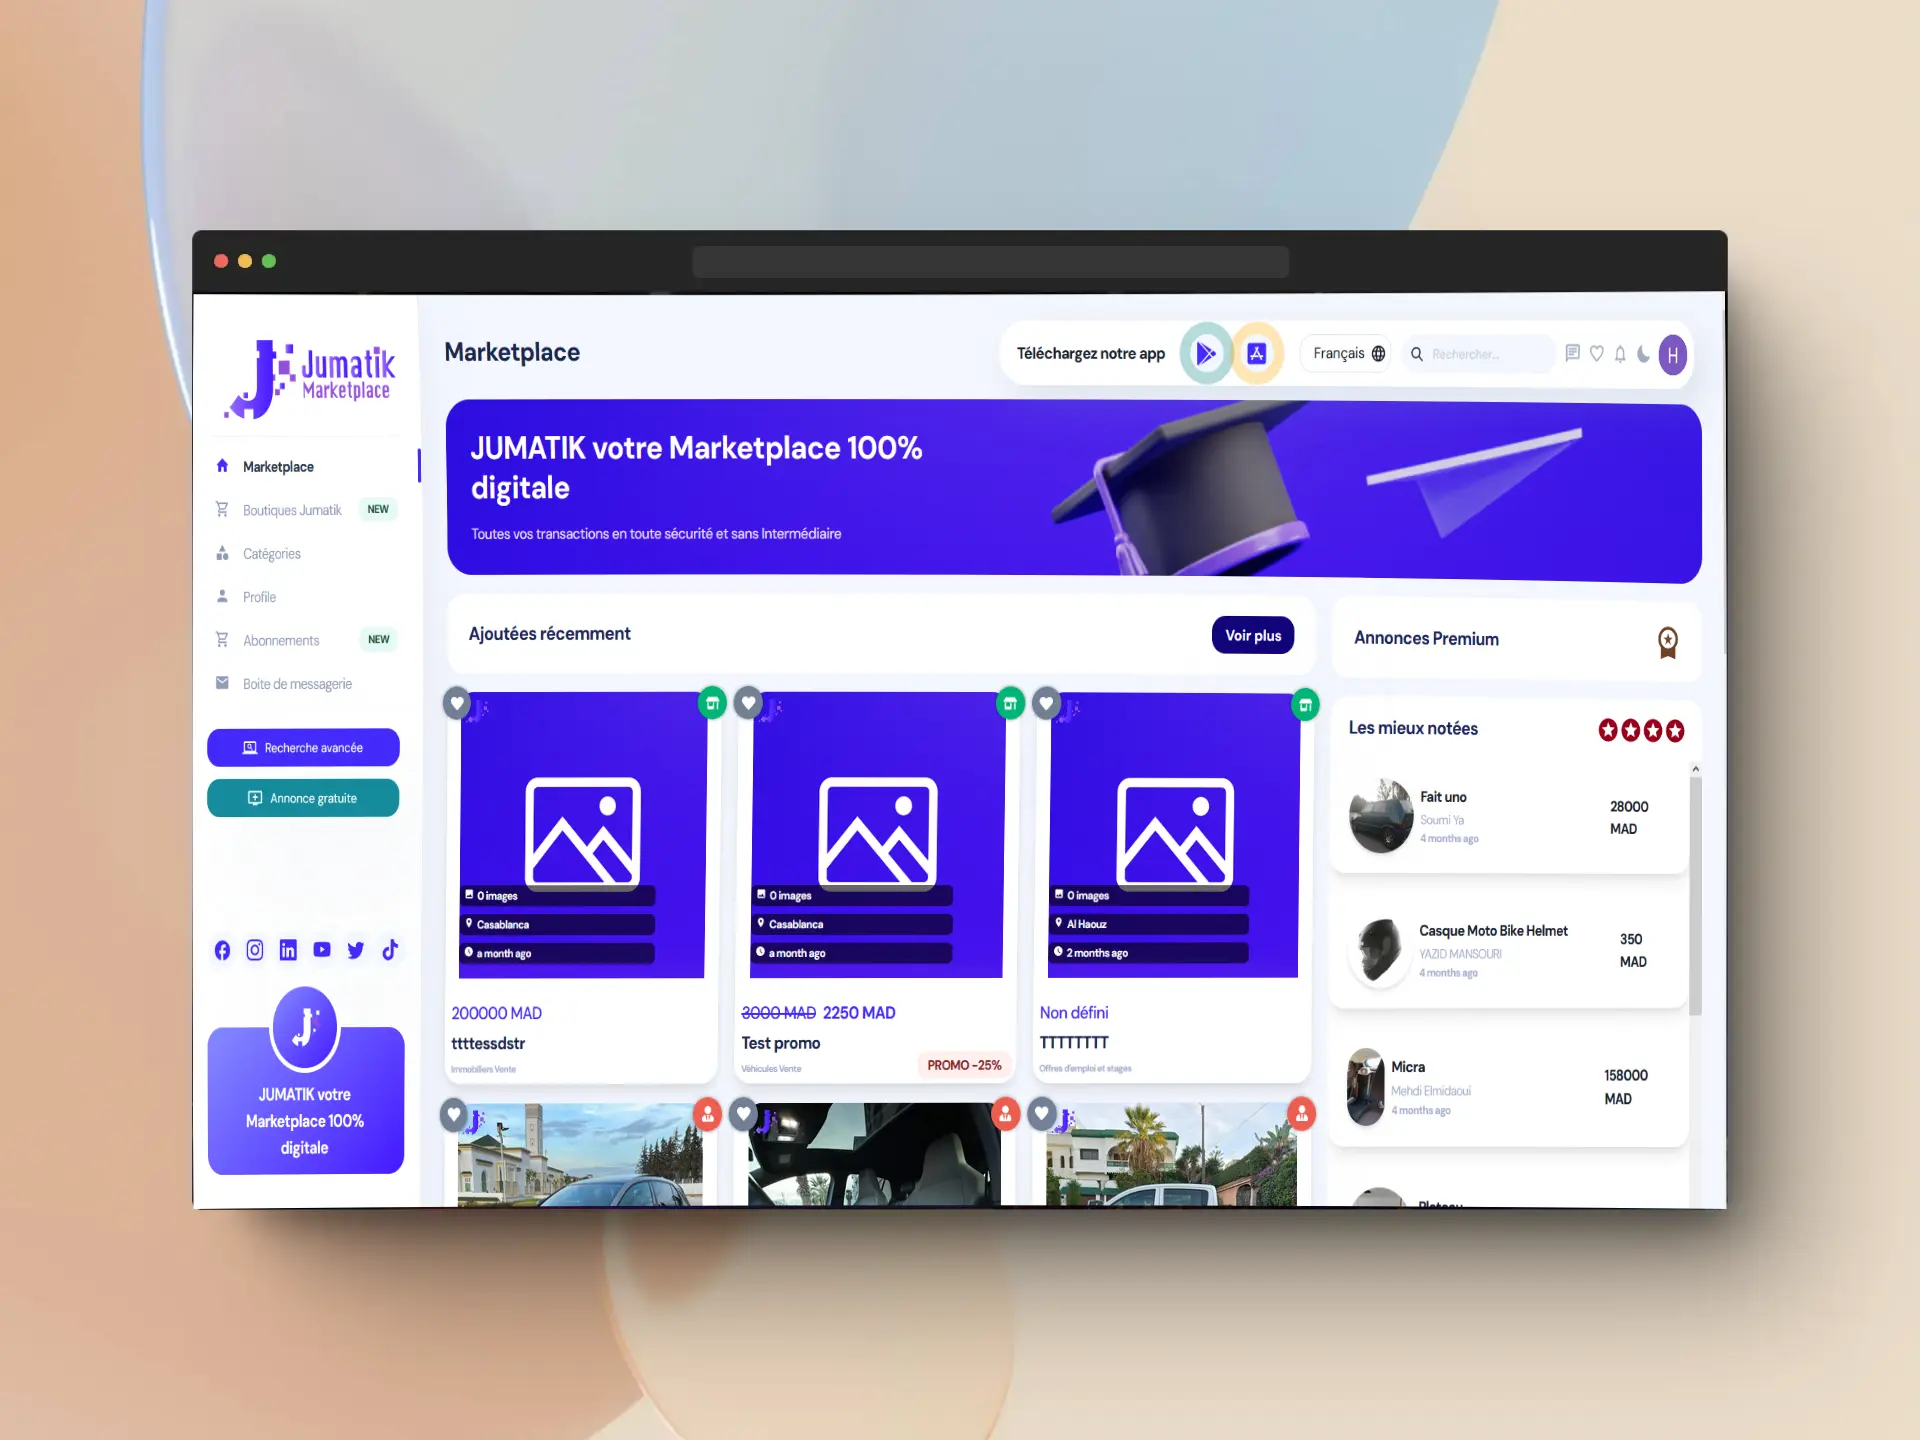 Jumatik
Marketplace
Marketplace
Boutiques Jumatik NEW
Catégories
Profile
Abonnements NEW
Boite de messagerie
Recherche avancée
Annonce gratuite
JUMATIK votre
Marketplace 100%
digitale
Marketplace
Téléchargez notre app
Français
Rechercher...
H
JUMATIK votre Marketplace 100%
digitale
Toutes vos transactions en toute sécurité et sans Intermédiaire
Ajoutées récemment
Voir plus
0 images
Casablanca
a month ago
200000 MAD
ttttessdstr
Immobiliers Vente
0 images
Casablanca
a month ago
3000 MAD 2250 MAD
Test promo
PROMO -25%
Véhicules Vente
0 images
Al Haouz
2 months ago
Non défini
TTTTTTTT
Offres d'emploi et stages
Annonces Premium
Les mieux notées
Fait uno
Soumi Ya
4 months ago
28000
MAD
Casque Moto Bike Helmet
YAZID MANSOURI
4 months ago
350
MAD
Micra
Mehdi Elmidaoui
4 months ago
158000
MAD